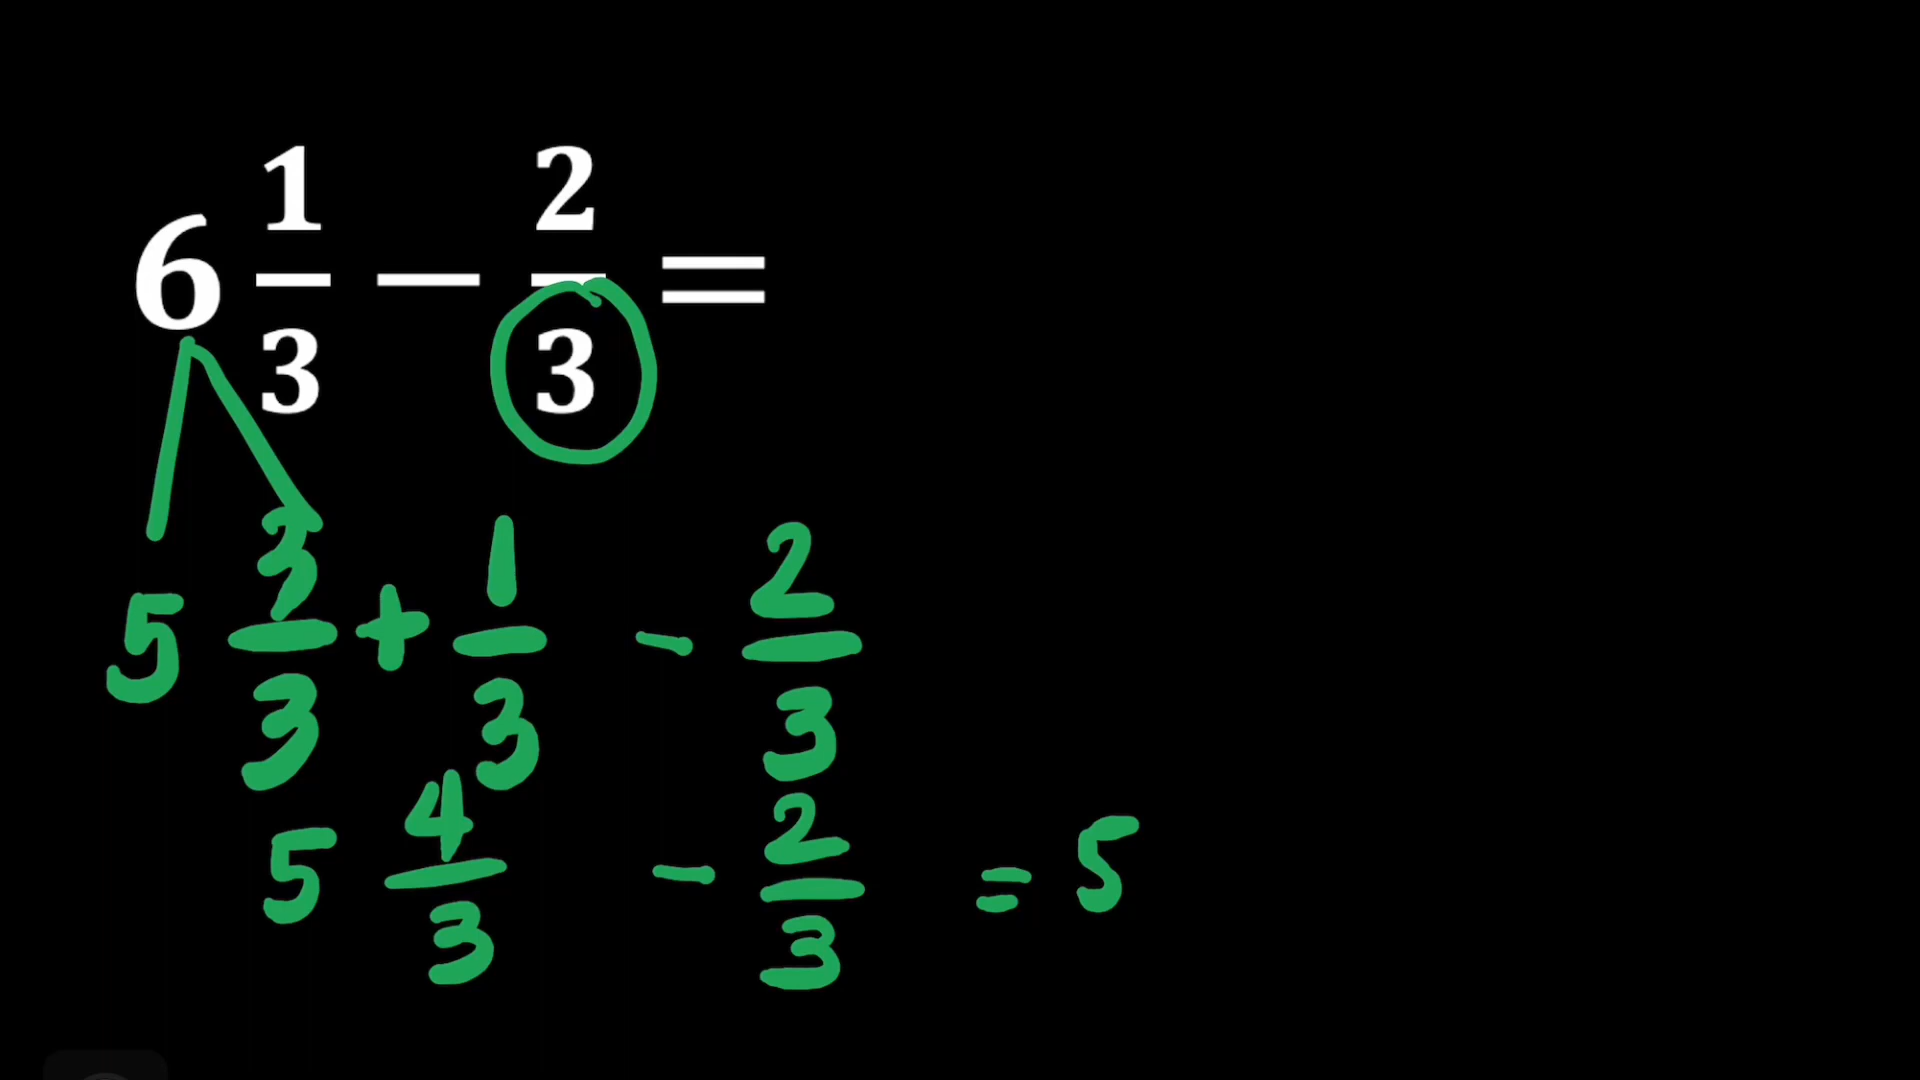 6 1/3 − 2/3 =
5 3/3 + 1/3 - 2/3
5 4/3 - 2/3 = 5